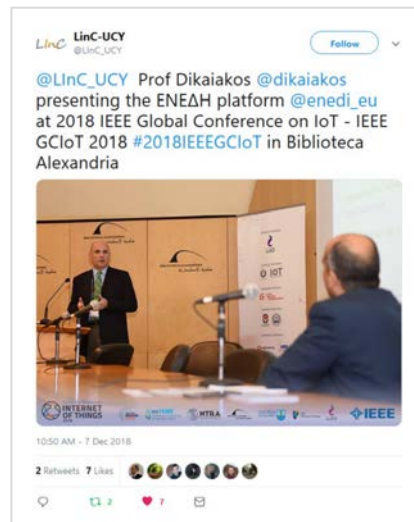 LInC
LinC-UCY
@LInC_UCY
Follow
@LInC_UCY Prof Dikaiakos @dikaiakos
presenting the ΕΝΕΔΗ platform @enedi_eu
at 2018 IEEE Global Conference on IoT - IEEE
GCIoT 2018 #2018IEEEGCIoT in Biblioteca
Alexandria
IOT
INTERNET
OF THINGS
NTRA
IEEE
10:50 AM - 7 Dec 2018
2 Retweets 7 Likes
2
7